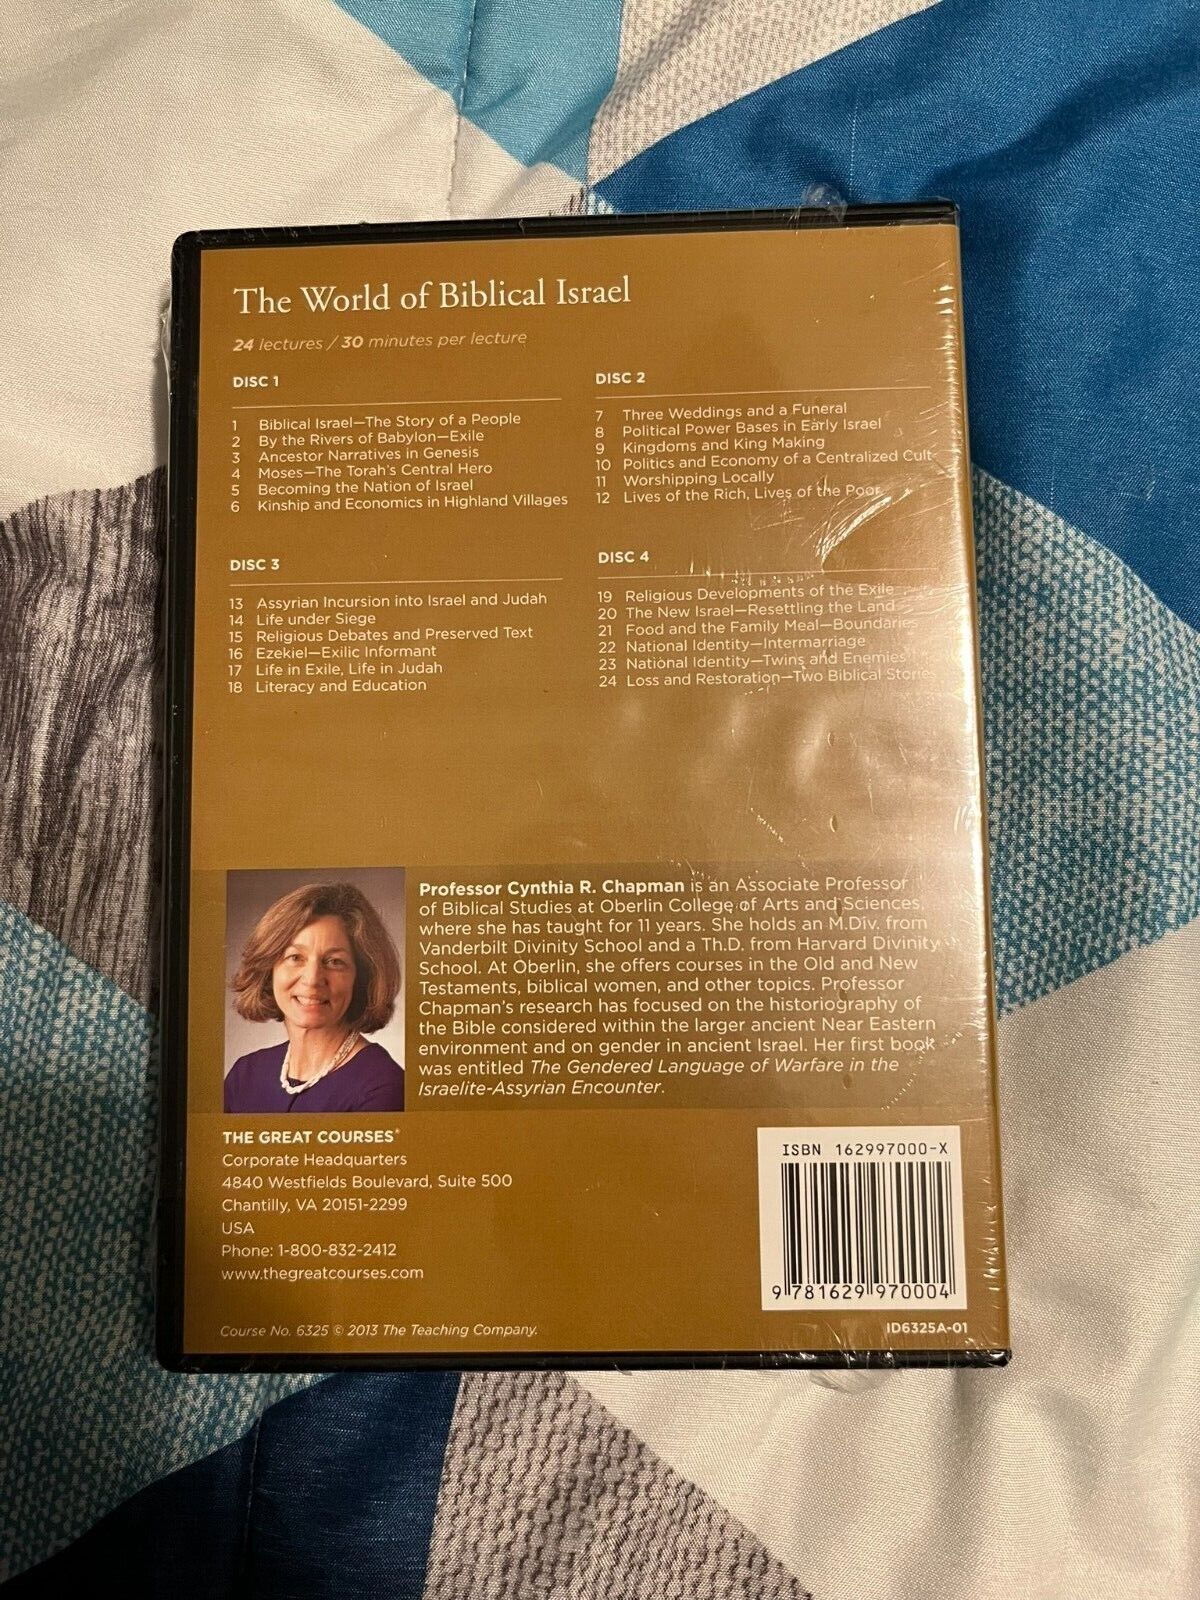 The World of Biblical Israel
24 lectures / 30 minutes per lecture
DISC 1
1 Biblical Israel—The Story of a People
2 By the Rivers of Babylon—Exile
3 Ancestor Narratives in Genesis
4 Moses—The Torah's Central Hero
5 Becoming the Nation of Israel
6 Kinship and Economics in Highland Villages
DISC 2
7 Three Weddings and a Funeral
8 Political Power Bases in Early Israel
9 Kingdoms and King Making
10 Politics and Economy of a Centralized Cult
11 Worshipping Locally
12 Lives of the Rich, Lives of the Poor
DISC 3
13 Assyrian Incursion into Israel and Judah
14 Life under Siege
15 Religious Debates and Preserved Text
16 Ezekiel—Exilic Informant
17 Life in Exile, Life in Judah
18 Literacy and Education
DISC 4
19 Religious Developments of the Exile
20 The New Israel—Resettling the Land
21 Food and the Family Meal—Boundaries
22 National Identity—Intermarriage
23 National Identity—Twins and Enemies
24 Loss and Restoration—Two Biblical Stories
Professor Cynthia R. Chapman is an Associate Professor
of Biblical Studies at Oberlin College of Arts and Sciences,
where she has taught for 11 years. She holds an M.Div. from
Vanderbilt Divinity School and a Th.D. from Harvard Divinity
School. At Oberlin, she offers courses in the Old and New
Testaments, biblical women, and other topics. Professor
Chapman's research has focused on the historiography of
the Bible considered within the larger ancient Near Eastern
environment and on gender in ancient Israel. Her first book
was entitled The Gendered Language of Warfare in the
Israelite-Assyrian Encounter.
THE GREAT COURSES®
Corporate Headquarters
4840 Westfields Boulevard, Suite 500
Chantilly, VA 20151-2299
USA
Phone: 1-800-832-2412
www.thegreatcourses.com
Course No. 6325 © 2013 The Teaching Company.
ISBN 162997000-X
9 781629 970004
ID6325A-01